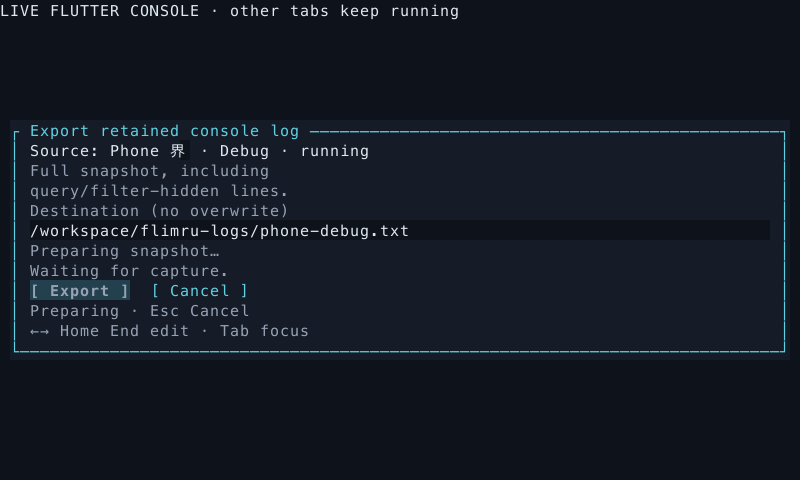 LIVE FLUTTER CONSOLE · other tabs keep running
Export retained console log
Source: Phone 界 · Debug · running
Full snapshot, including
query/filter-hidden lines.
Destination (no overwrite)
/workspace/flimru-logs/phone-debug.txt
Preparing snapshot…
Waiting for capture.
[ Export ] [ Cancel ]
Preparing · Esc Cancel
←→ Home End edit · Tab focus